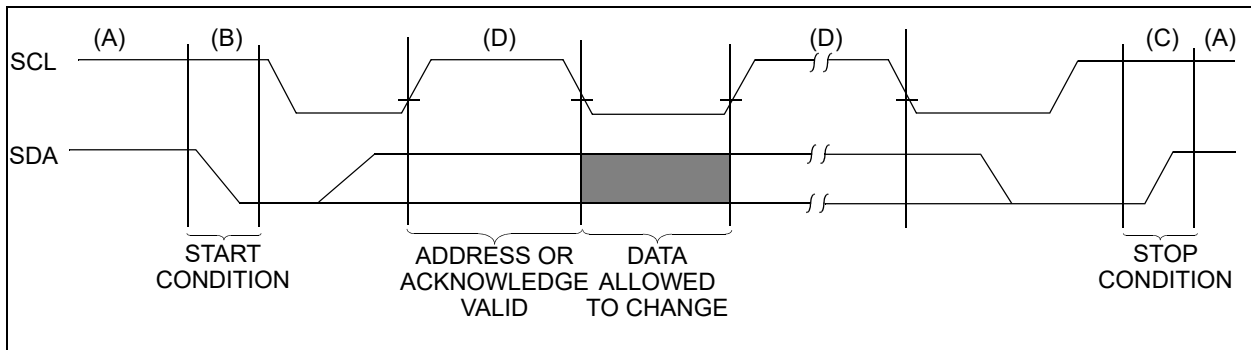 (A) (B) (D) (D) (C) (A)
SCL
SDA
START
CONDITION
ADDRESS OR
ACKNOWLEDGE
VALID
DATA
ALLOWED
TO CHANGE
STOP
CONDITION